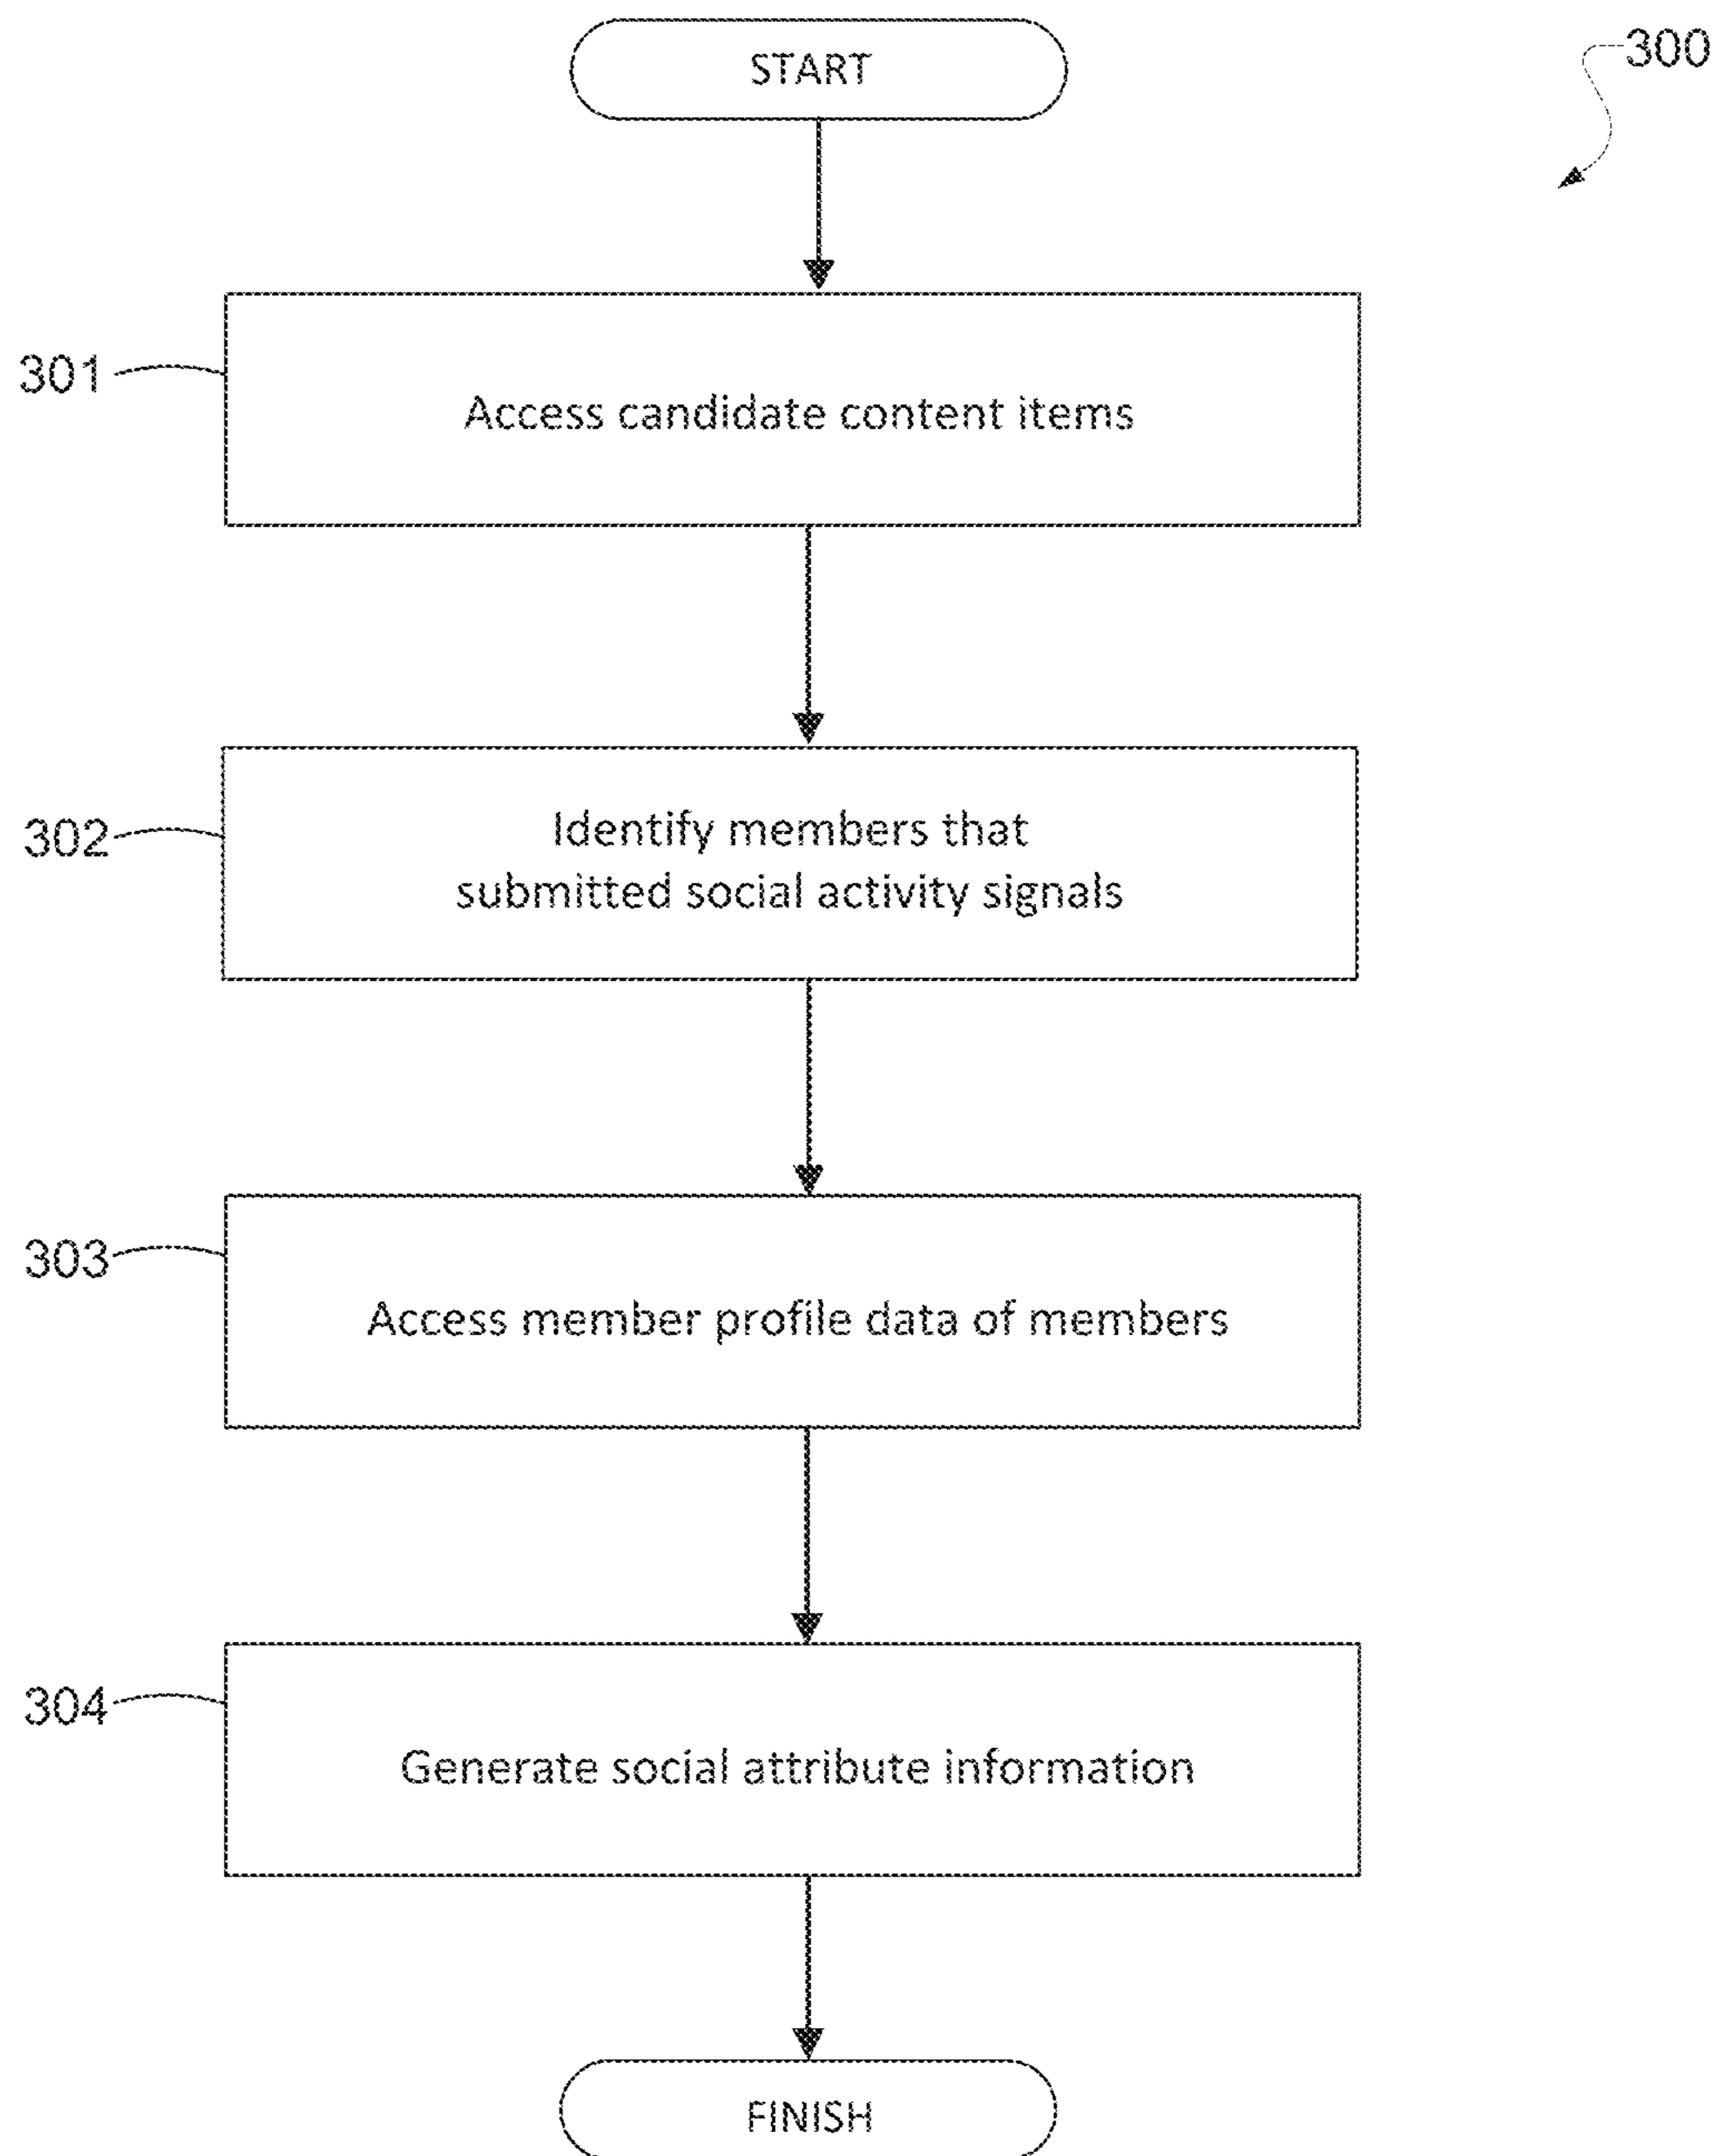 START
300
301
Access candidate content items
302
Identify members that
submitted social activity signals
303
Access member profile data of members
304
Generate social attribute information
FINISH